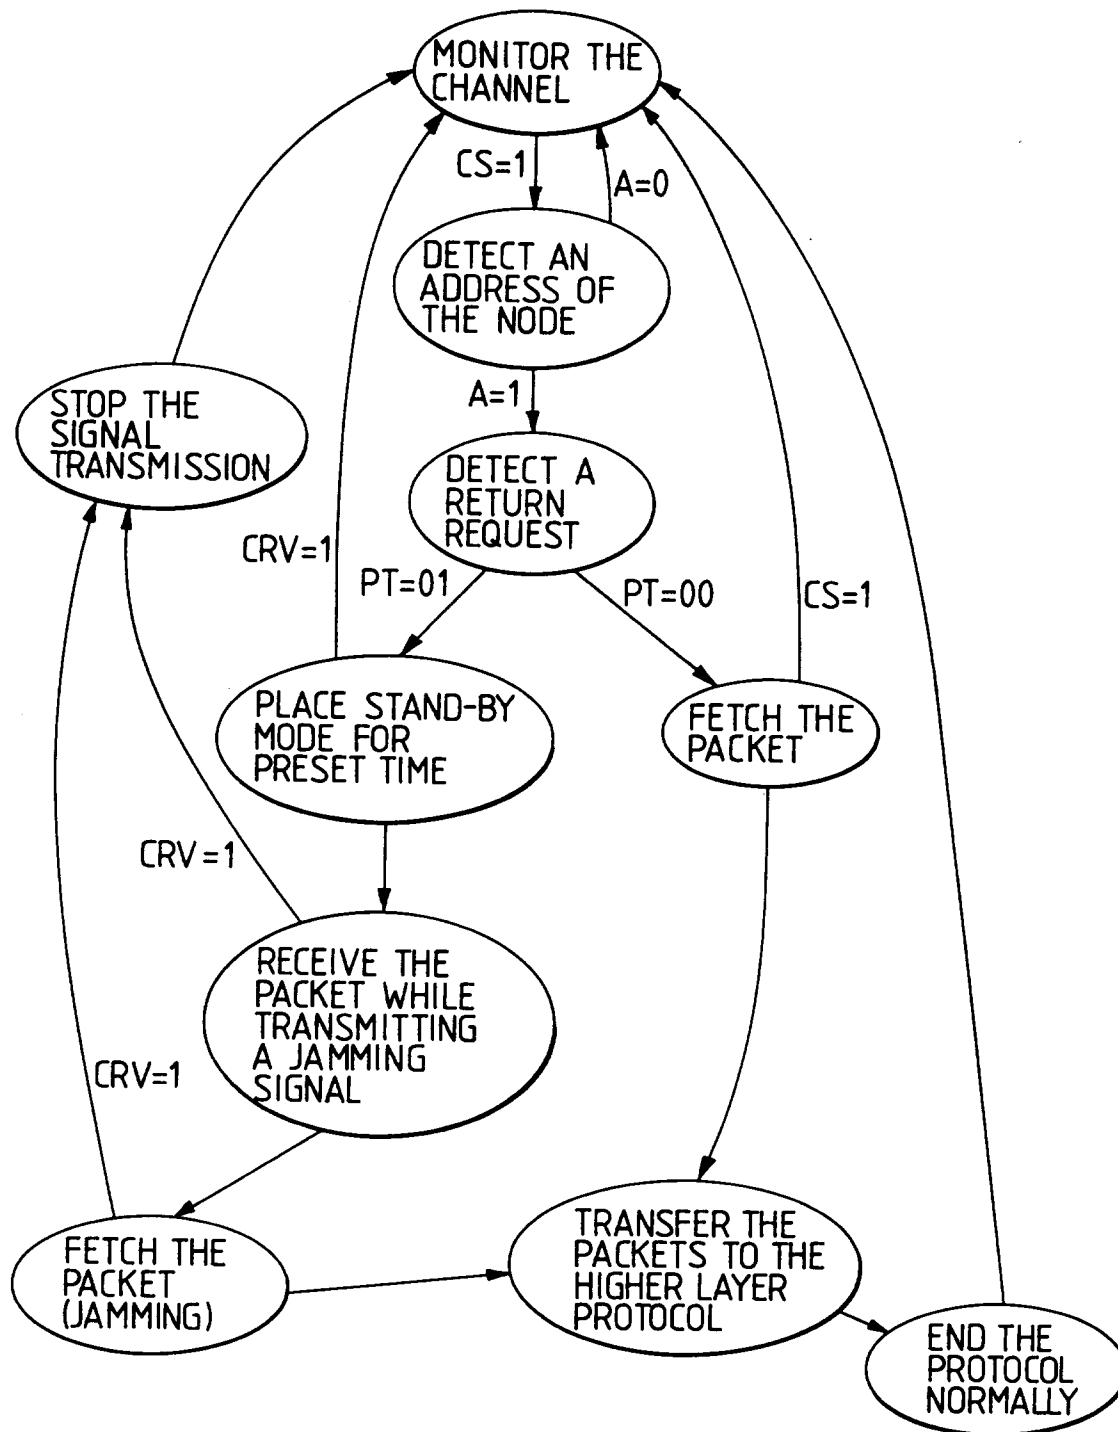 MONITOR THE
CHANNEL
CS=1
A=0
DETECT AN
ADDRESS OF
THE NODE
A=1
STOP THE
SIGNAL
TRANSMISSION
DETECT A
RETURN
REQUEST
CRV=1
PT=01
PT=00
CS=1
PLACE STAND-BY
MODE FOR
PRESET TIME
FETCH THE
PACKET
CRV=1
RECEIVE THE
PACKET WHILE
TRANSMITTING
A JAMMING
SIGNAL
CRV=1
FETCH THE
PACKET
(JAMMING)
TRANSFER THE
PACKETS TO THE
HIGHER LAYER
PROTOCOL
END THE
PROTOCOL
NORMALLY